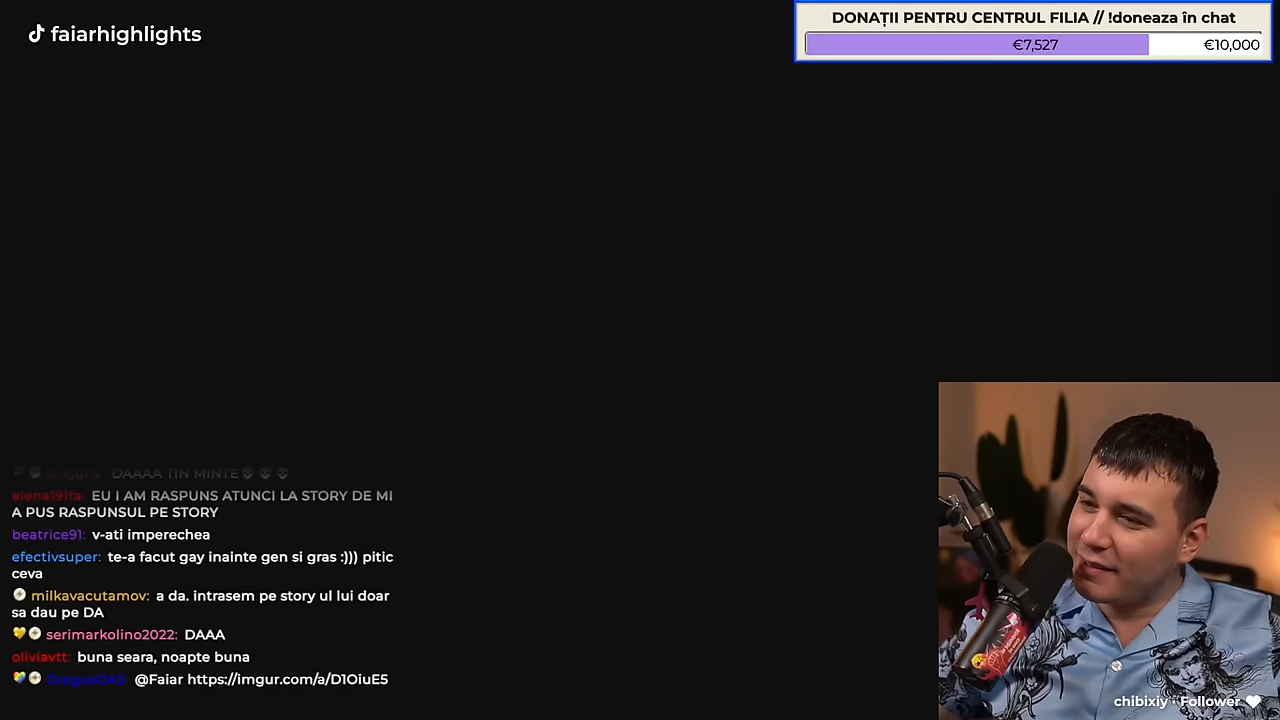 faiarhighlights
DONAȚII PENTRU CENTRUL FILIA // !doneaza în chat
€7,527
€10,000
DAAAA TIN MINTE💀💀💀
elena191fa: EU I AM RASPUNS ATUNCI LA STORY DE MI
A PUS RASPUNSUL PE STORY
beatrice91: v-ati imperechea
efectivsuper: te-a facut gay inainte gen si gras :))) pitic
ceva
milkavacutamov: a da. intrasem pe story ul lui doar
sa dau pe DA
serimarkolino2022: DAAA
oliviavtt: buna seara, noapte buna
DragosDAS @Faiar https://imgur.com/a/D1OiuE5
chibixiy · Follower